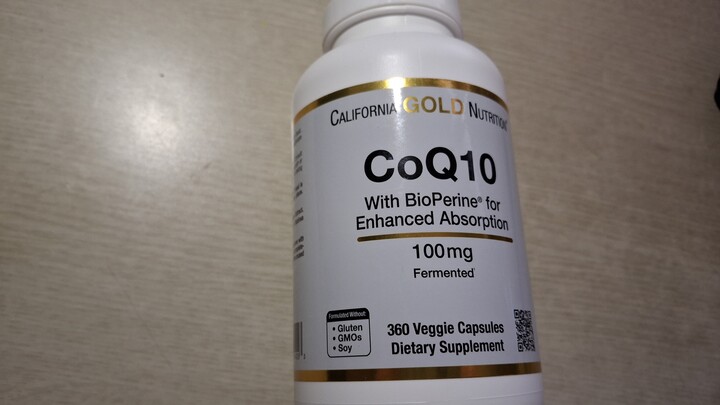 CALIFORNIA GOLD NUTRITION®
CoQ10
With BioPerine® for
Enhanced Absorption
100mg
Fermented
Formulated Without:
• Gluten
• GMOs
• Soy
360 Veggie Capsules
Dietary Supplement